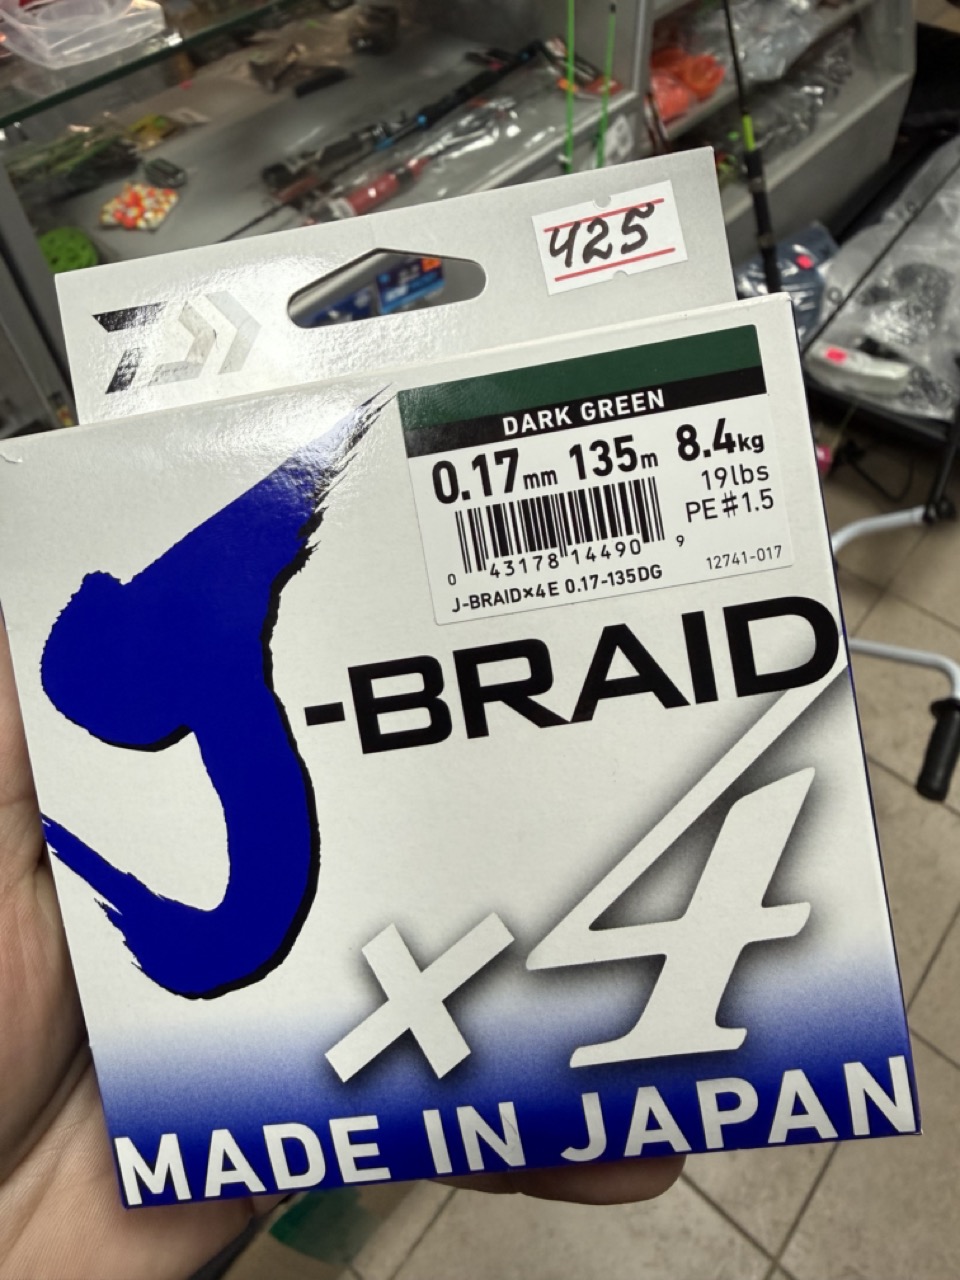 425
DARK GREEN
0.17mm 135m 8.4kg
19lbs
PE#1.5
0 43178 14490 9
12741-017
J-BRAID×4E 0.17-135DG
J-BRAID
×4
MADE IN JAPAN